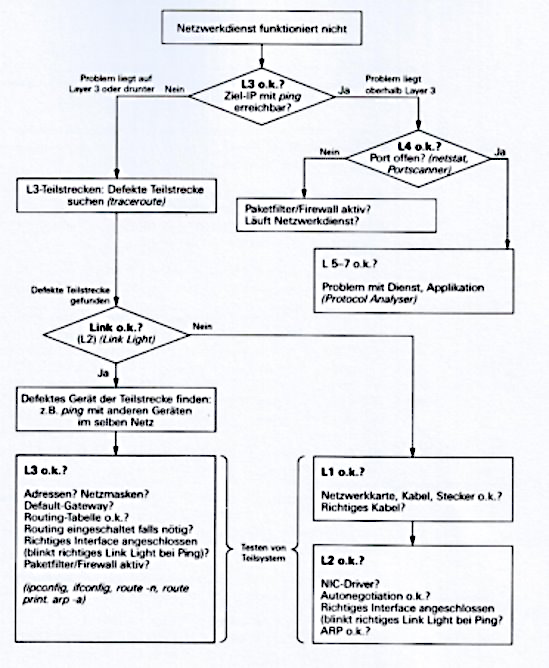 Netzwerkdienst funktioniert nicht
L3 o.k.?
Ziel-IP mit ping
erreichbar?
Problem liegt auf
Layer 3 oder drunter
Nein
Ja
Problem liegt
oberhalb Layer 3
L4 o.k.?
Port offen? (netstat,
Portscanner)
Nein
Ja
L3-Teilstrecken: Defekte Teilstrecke
suchen (traceroute)
Paketfilter/Firewall aktiv?
Läuft Netzwerkdienst?
L 5–7 o.k.?
Problem mit Dienst, Applikation
(Protocol Analyser)
Defekte Teilstrecke
gefunden
Link o.k.?
(L2) (Link Light)
Nein
Ja
Defektes Gerät der Teilstrecke finden:
z.B. ping mit anderen Geräten
im selben Netz
L3 o.k.?
Adressen? Netzmasken?
Default-Gateway?
Routing-Tabelle o.k.?
Routing eingeschaltet falls nötig?
Richtiges Interface angeschlossen
(blinkt richtiges Link Light bei Ping)?
Paketfilter/Firewall aktiv?
(ipconfig, ifconfig, route -n, route
print. arp -a)
Testen von
Teilsystem
L1 o.k.?
Netzwerkkarte, Kabel, Stecker o.k.?
Richtiges Kabel?
L2 o.k.?
NIC-Driver?
Autonegotiation o.k.?
Richtiges Interface angeschlossen
(blinkt richtiges Link Light bei Ping?
ARP o.k.?